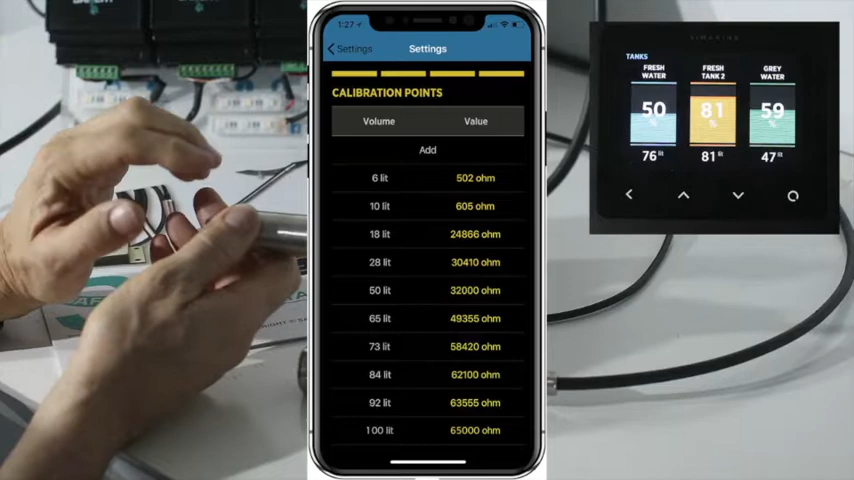 1:27
Settings
Settings
CALIBRATION POINTS
Volume Value
Add
6 lit 502 ohm
10 lit 605 ohm
18 lit 24866 ohm
28 lit 30410 ohm
50 lit 32000 ohm
65 lit 49355 ohm
73 lit 58420 ohm
84 lit 62100 ohm
92 lit 63555 ohm
100 lit 65000 ohm
SIMARINE
TANKS
FRESH WATER
50 %
76 lit
FRESH TANK 2
81 %
81 lit
GREY WATER
59 %
47 lit